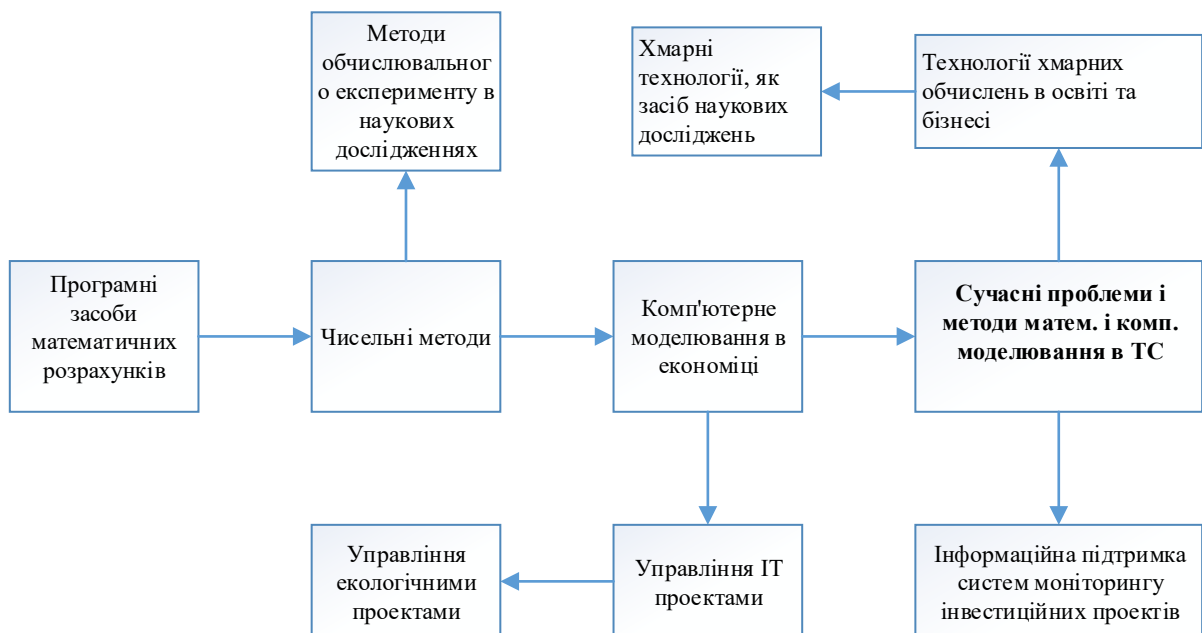 Методи
обчислювальног
о експерименту в
наукових
дослідженнях
Хмарні
технології, як
засіб наукових
досліджень
Технології хмарних
обчислень в освіті та
бізнесі
Програмні
засоби
математичних
розрахунків
Чисельні методи
Комп'ютерне
моделювання в
економіці
Сучасні проблеми і
методи матем. і комп.
моделювання в ТС
Управління
екологічними
проектами
Управління ІТ
проектами
Інформаційна підтримка
систем моніторингу
інвестиційних проектів